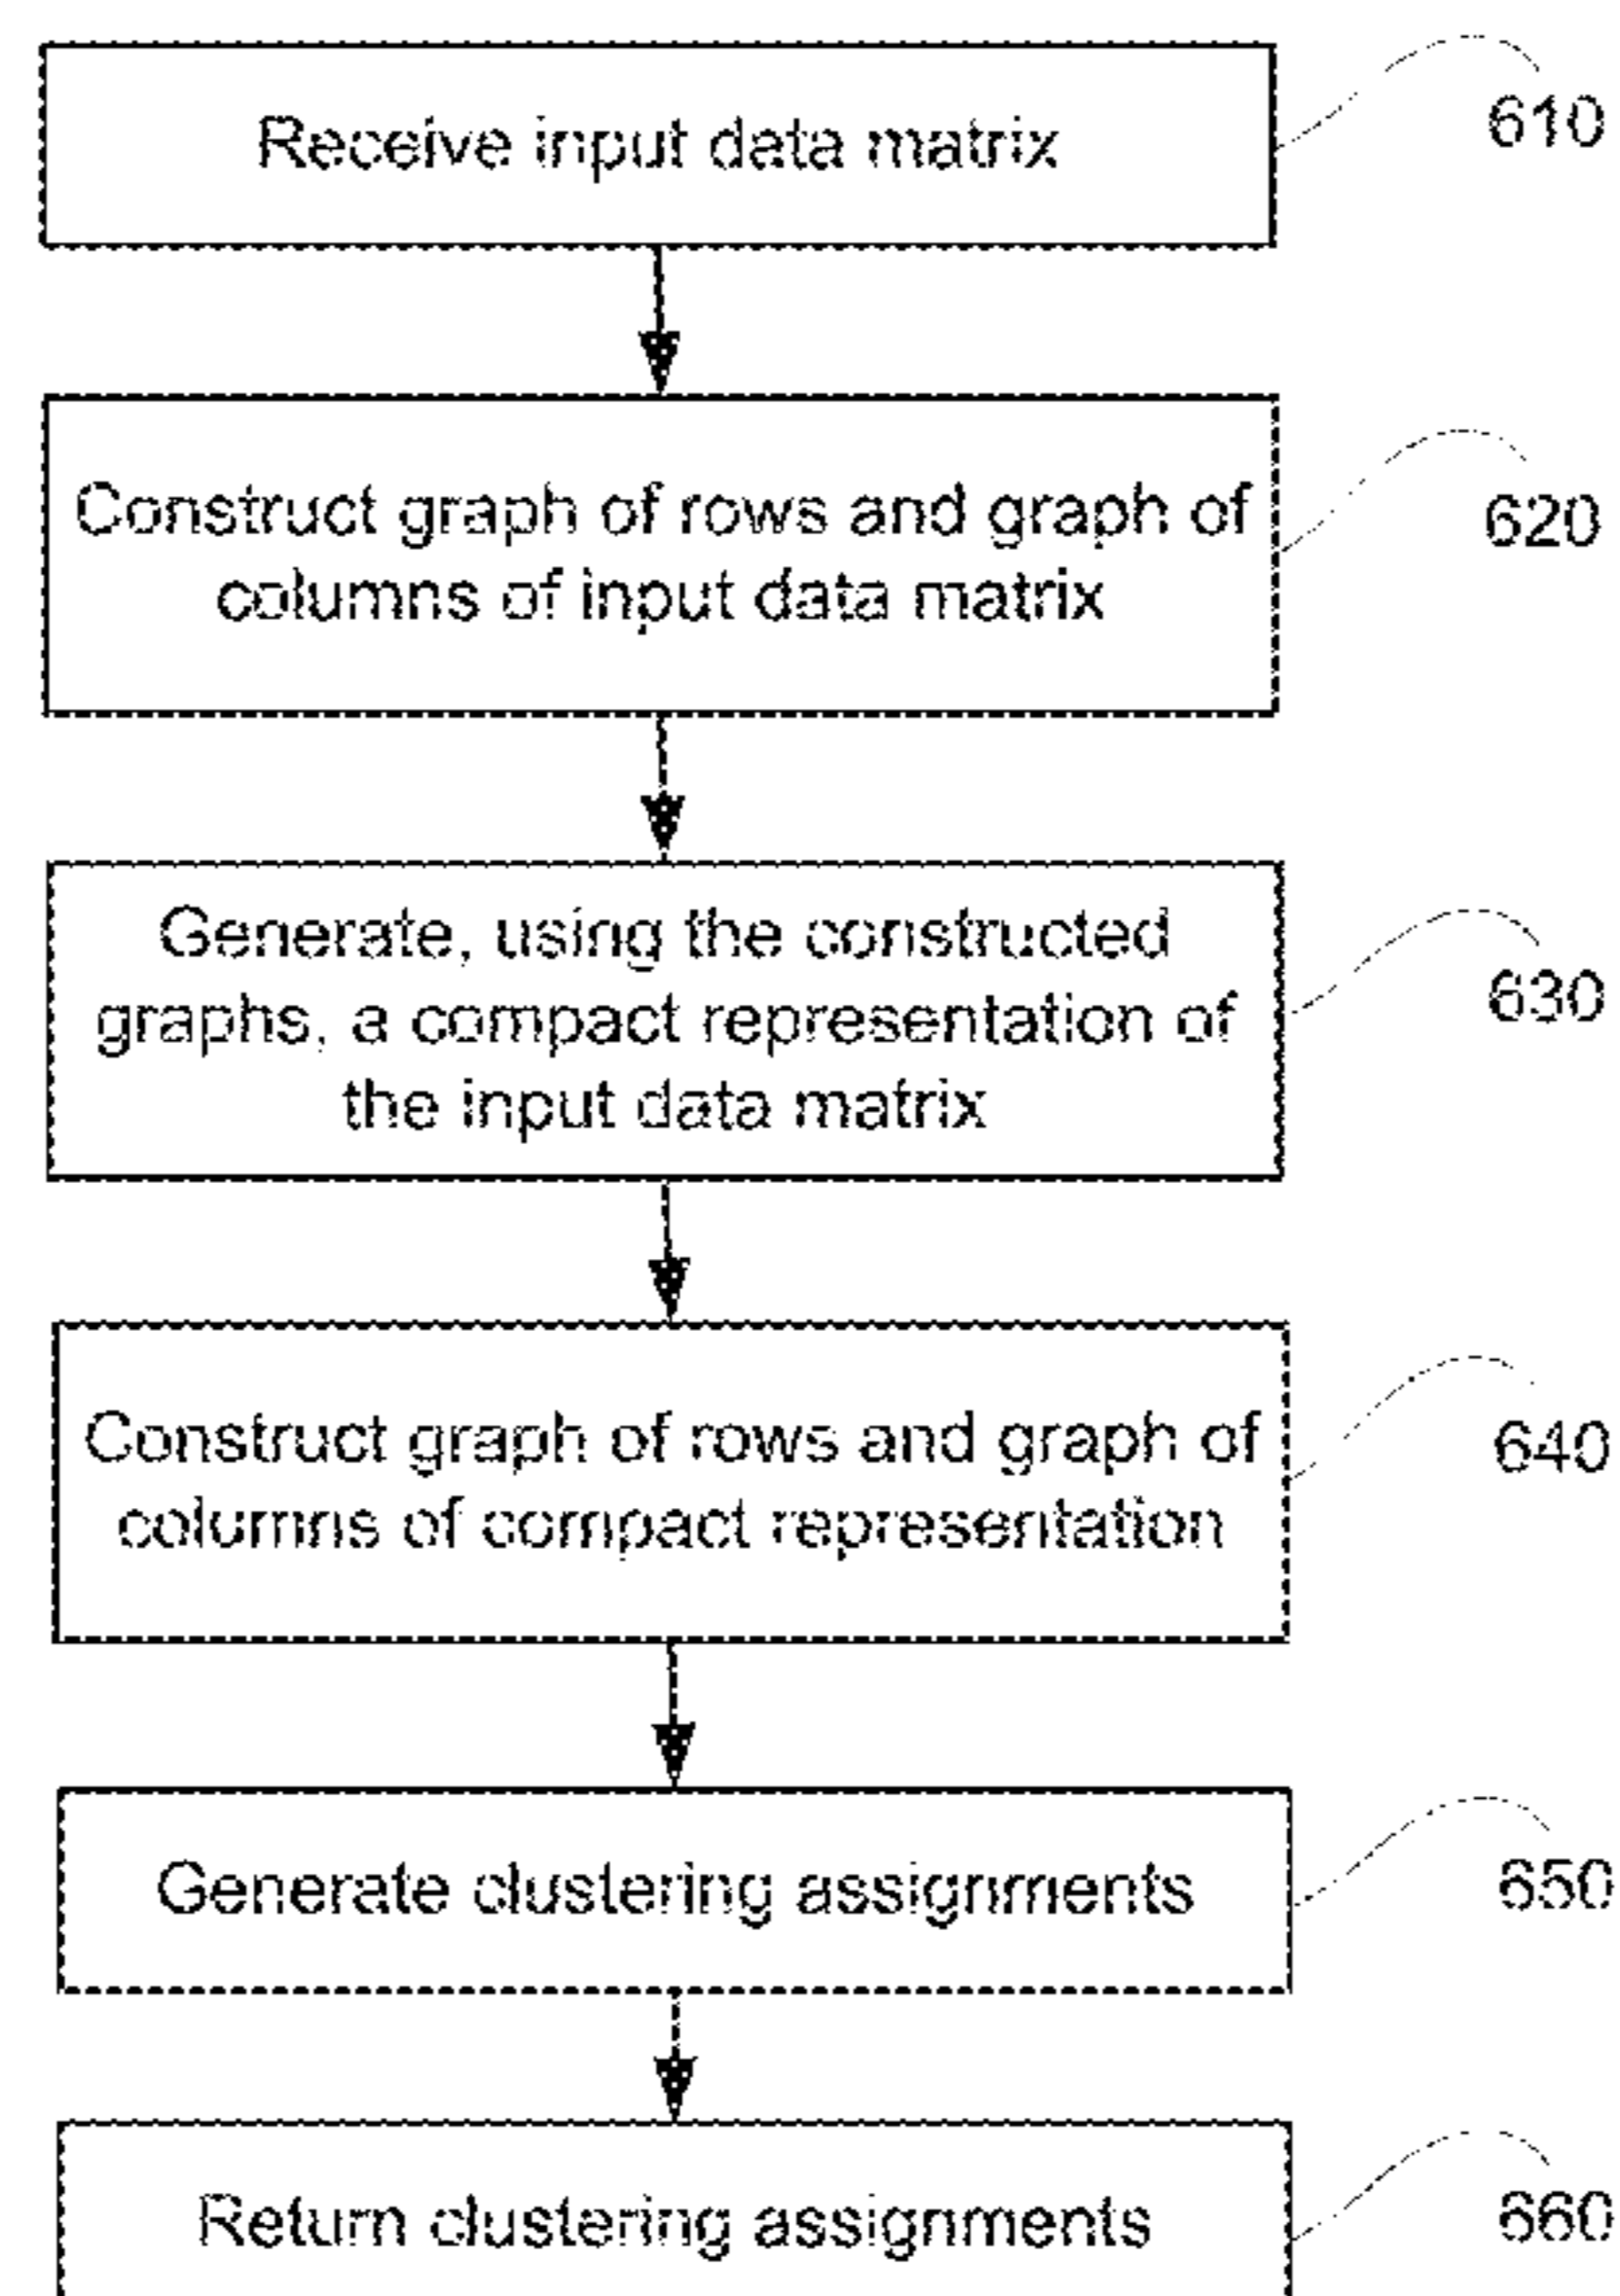 Receive input data matrix
610
Construct graph of rows and graph of
columns of input data matrix
620
Generate, using the constructed
graphs, a compact representation of
the input data matrix
630
Construct graph of rows and graph of
columns of compact representation
640
Generate clustering assignments
650
Return clustering assignments
660